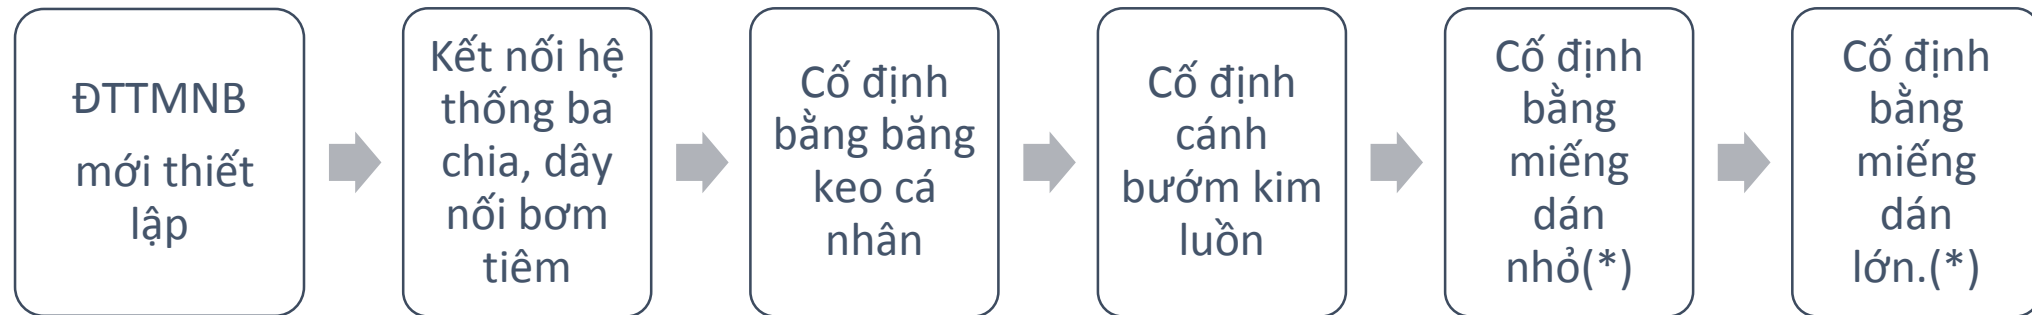 ĐTTMNB
mới thiết
lập
Kết nối hệ
thống ba
chia, dây
nối bơm
tiêm
Cố định
bằng băng
keo cá
nhân
Cố định
cánh
bướm kim
luồn
Cố định
bằng
miếng
dán
nhỏ(*)
Cố định
bằng
miếng
dán
lớn.(*)